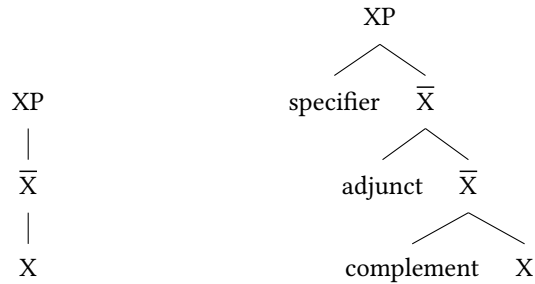 XP
X̅
X
XP
specifier X̅
adjunct X̅
complement X